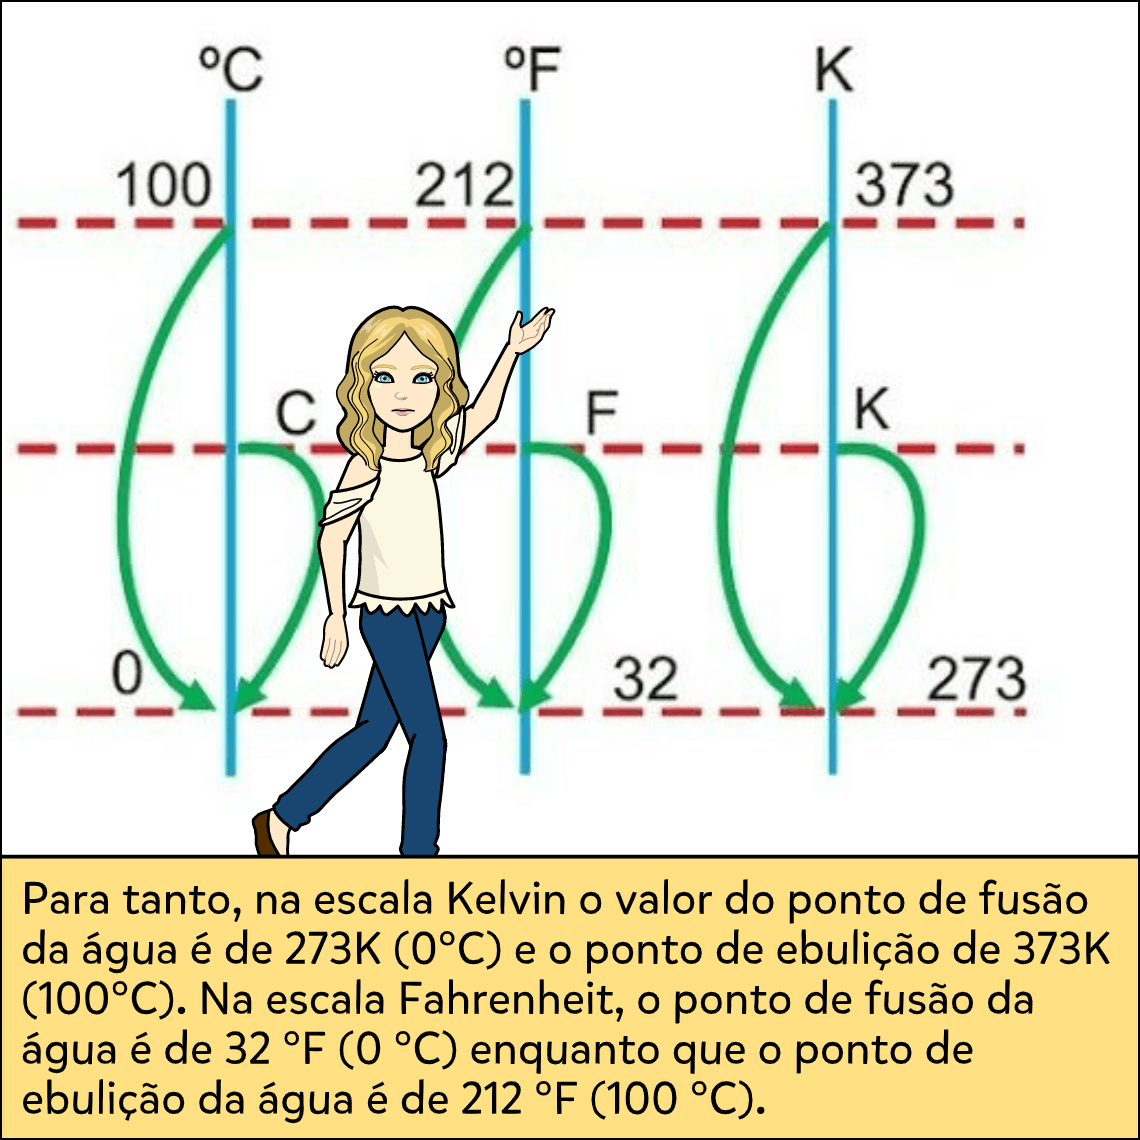 ºC ºF K
100 212 373
C F K
0 32 273
Para tanto, na escala Kelvin o valor do ponto de fusão
da água é de 273K (0°C) e o ponto de ebulição de 373K
(100°C). Na escala Fahrenheit, o ponto de fusão da
água é de 32 °F (0 °C) enquanto que o ponto de
ebulição da água é de 212 °F (100 °C).